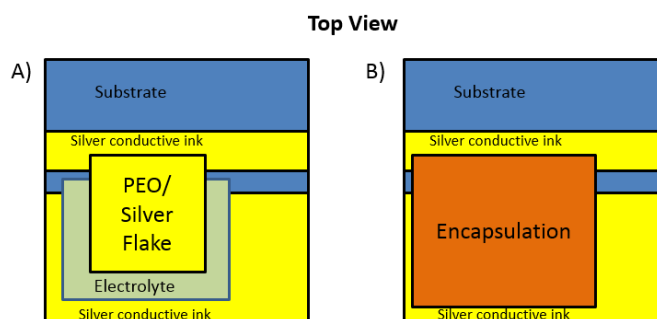 Top View
A)
Substrate
Silver conductive ink
PEO/
Silver
Flake
Electrolyte
Silver conductive ink
B)
Substrate
Silver conductive ink
Encapsulation
Silver conductive ink